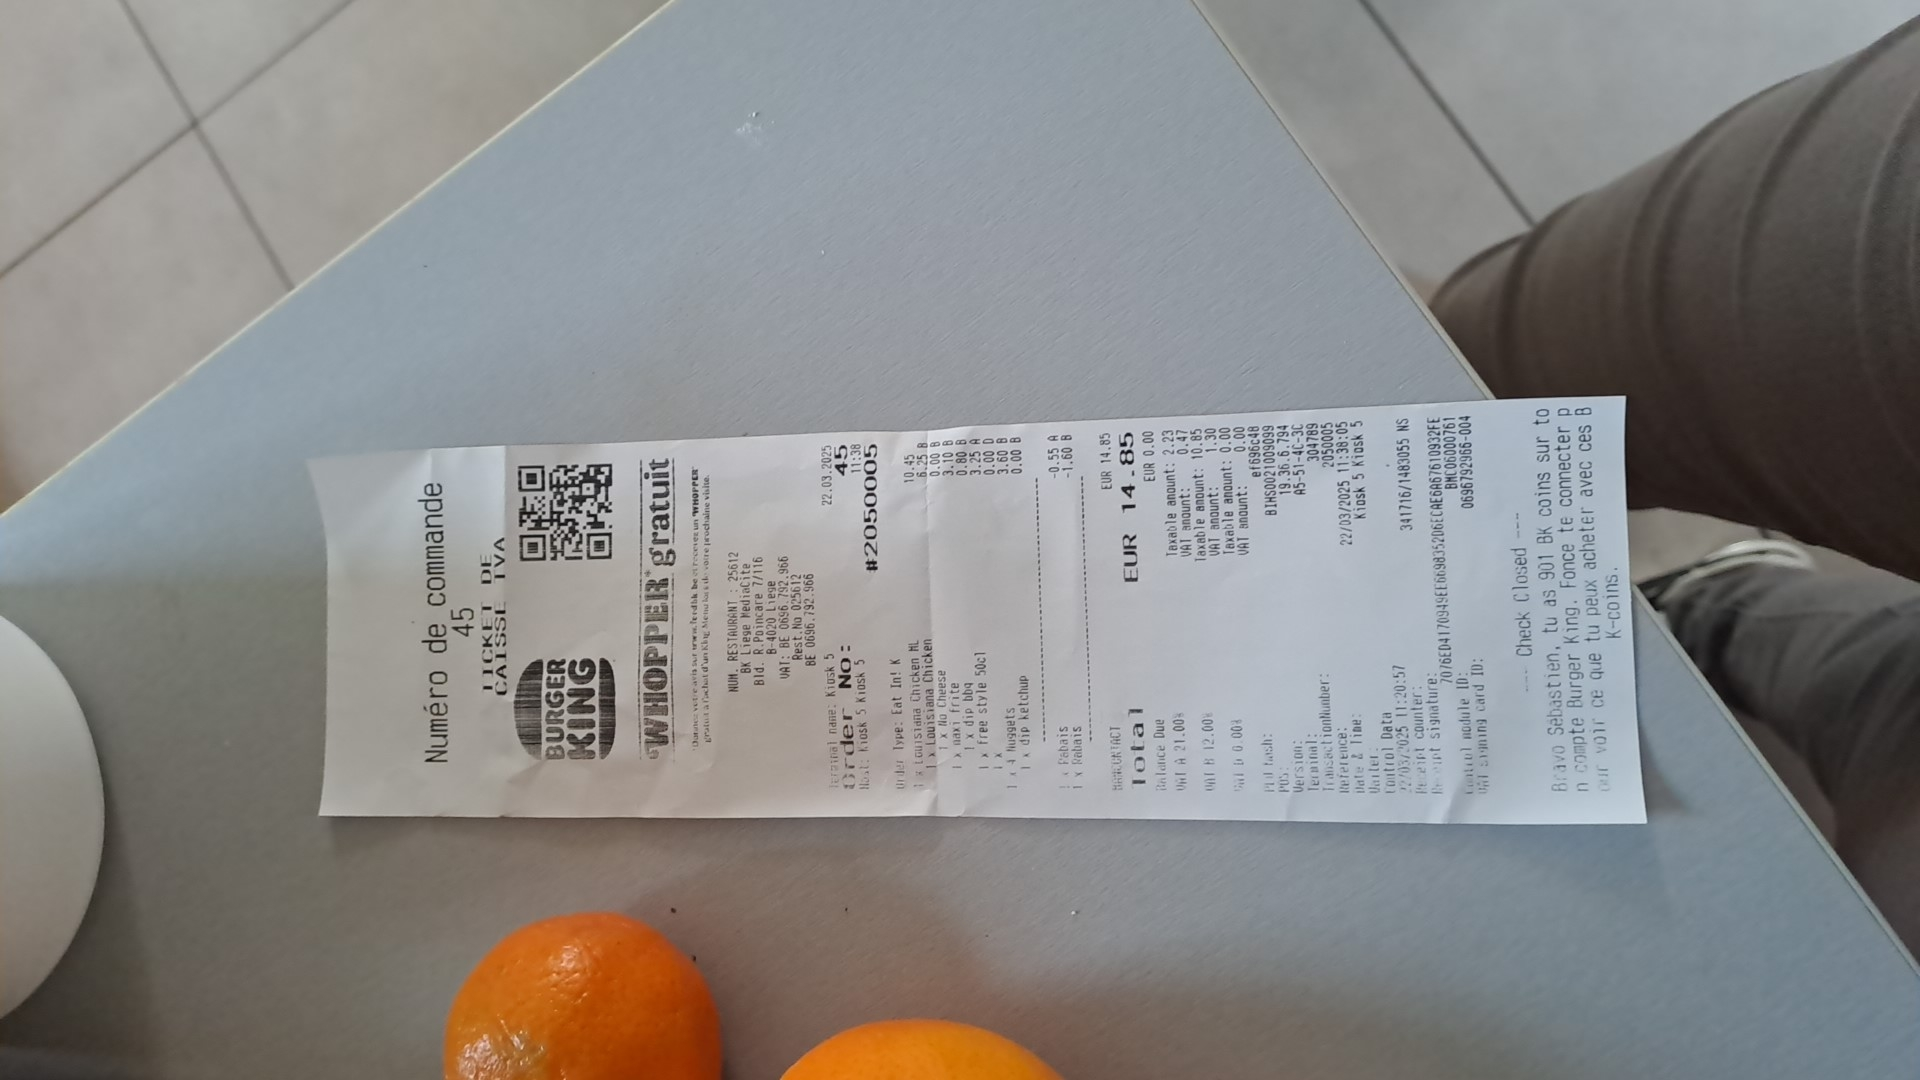 Numéro de commande
45
TICKET DE
CAISSE TVA
BURGER
KING
WHOPPER* gratuit
NUM. RESTAURANT : 25612
BK Liege MediaCite
Bld. R.Poincare 7/116
B-4020 Liege
VAT: BE 0696.792.966
Rest.No 025612
BE 0696.792.966
Terminal name: Kiosk 5 22.03.2025
Order No: 45
Host: Kiosk 5 Kiosk 5 11:38
#2050005
Order Type: Eat In! K
1 x Louisiana Chicken ML 10.45
1 x Louisiana Chicken 6.25 B
1 x No Cheese 0.00 B
1 x maxi frite 3.10 B
1 x dip bbq 0.80 B
1 x free style 50cl 3.25 A
1 x 0.00 D
1 x 4 Nuggets 3.60 B
1 x dip ketchup 0.00 B
1 x Rabais -0.55 A
1 x Rabais -1.60 B
BANCONTACT EUR 14.85
Total EUR 14.85
Balance Due EUR 0.00
VAT A 21.00% Taxable amount: 2.23
VAT amount: 0.47
VAT B 12.00% Taxable amount: 10.85
VAT amount: 1.30
VAT D 0.00% Taxable amount: 0.00
VAT amount: 0.00
PLU hash: ef696c48
POS: BIHS002100099
Version: 19.36.6.794
Terminal: A5-51-4C-3C
TransactionNumber: 304789
Reference: 2050005
Date & Time: 22/03/2025 11:38:05
Waiter: Kiosk 5 Kiosk 5
Control Data
22/03/2025 11:20:57
Receipt counter: 341716/1483055 NS
Receipt signature:
Control module ID: BMC06000761
VAT signing card ID: 0696792966-004
--- Check Closed ---
Bravo Sebastien, tu as 901 BK coins sur to
n compte Burger King. Fonce te connecter p
our voir ce que tu peux acheter avec ces B
K-coins.